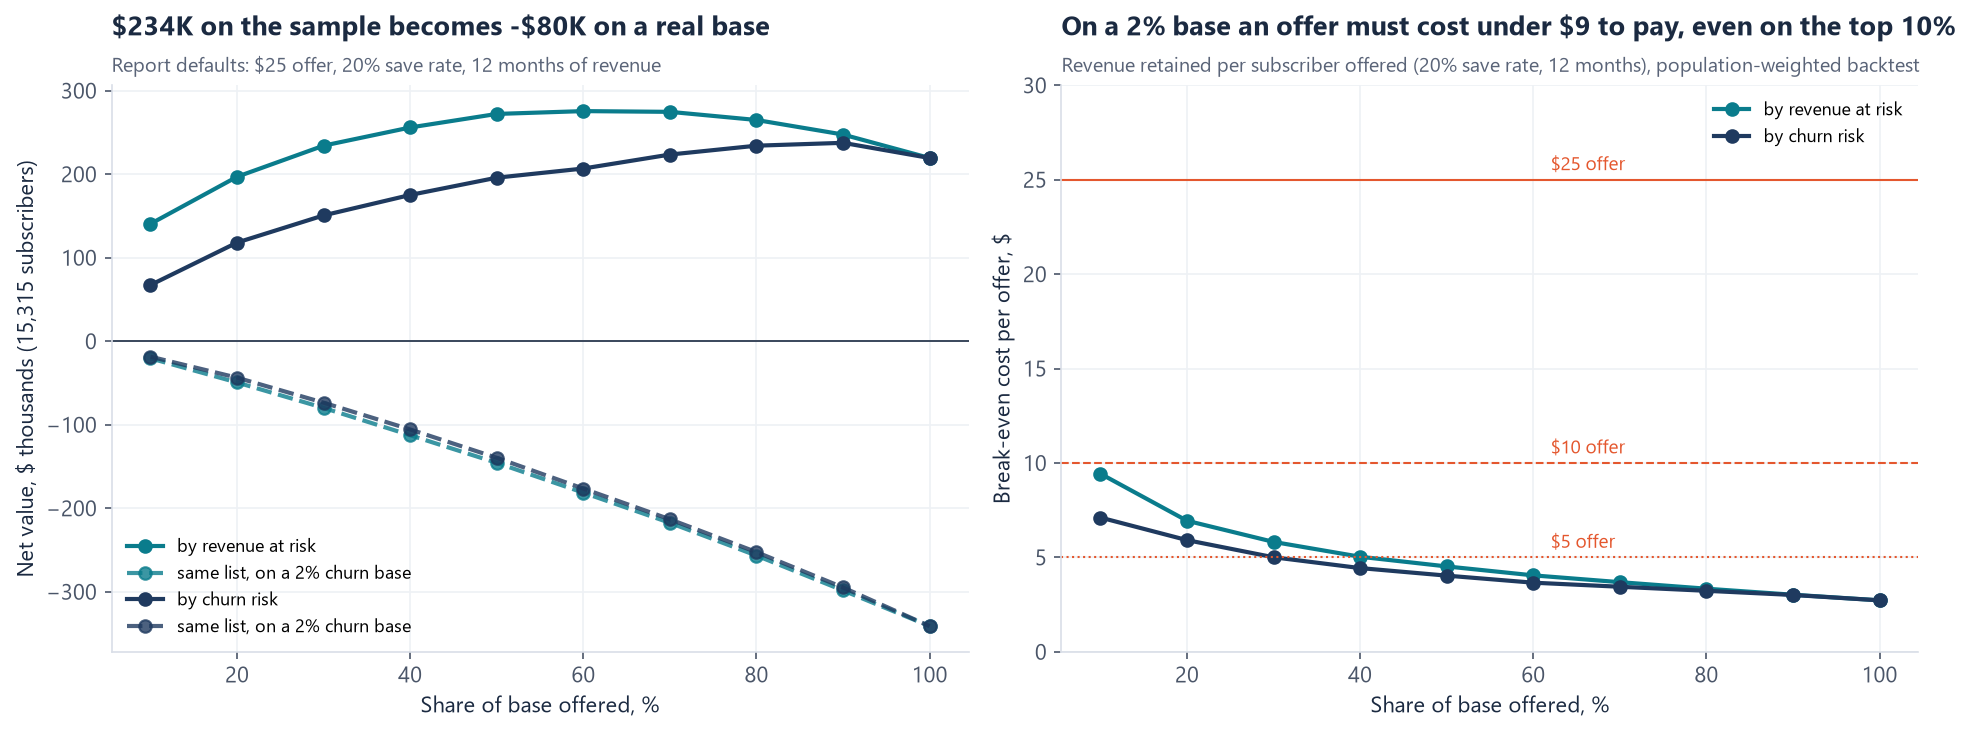 $234K on the sample becomes -$80K on a real base
Report defaults: $25 offer, 20% save rate, 12 months of revenue
Net value, $ thousands (15,315 subscribers)
300
200
100
0
−100
−200
−300
by revenue at risk
same list, on a 2% churn base
by churn risk
same list, on a 2% churn base
20
40
60
80
100
Share of base offered, %
On a 2% base an offer must cost under $9 to pay, even on the top 10%
Revenue retained per subscriber offered (20% save rate, 12 months), population-weighted backtest
Break-even cost per offer, $
30
25
20
15
10
5
0
by revenue at risk
by churn risk
$25 offer
$10 offer
$5 offer
20
40
60
80
100
Share of base offered, %